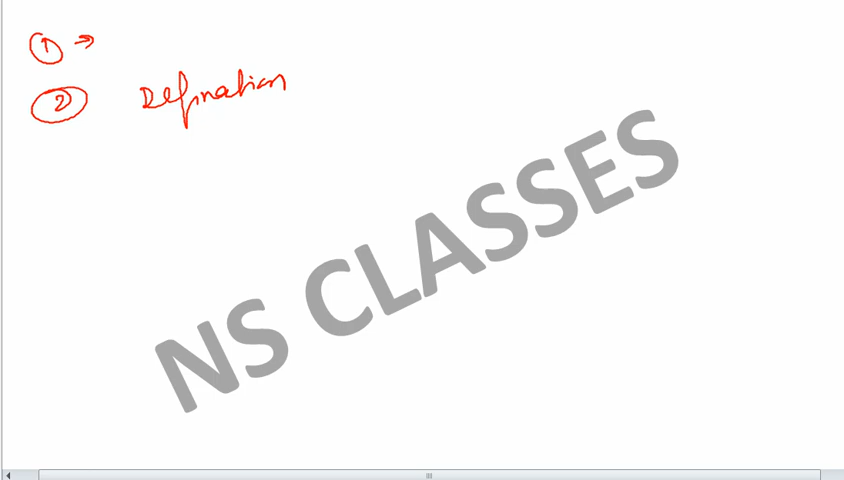 ① →
② Defination
NS CLASSES